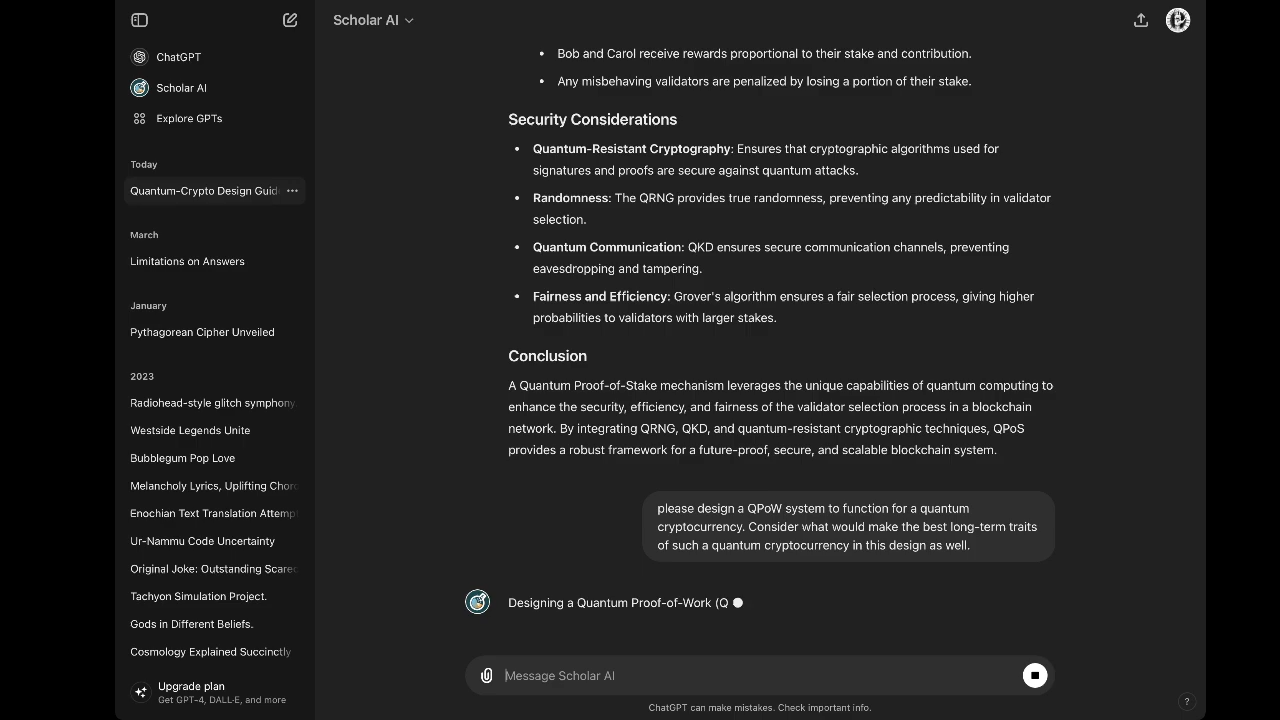 Scholar AI
ChatGPT
Scholar AI
Explore GPTs
Today
Quantum-Crypto Design Guid
March
Limitations on Answers
January
Pythagorean Cipher Unveiled
2023
Radiohead-style glitch symphony
Westside Legends Unite
Bubblegum Pop Love
Melancholy Lyrics, Uplifting Chor
Enochian Text Translation Attemp
Ur-Nammu Code Uncertainty
Original Joke: Outstanding Scare
Tachyon Simulation Project.
Gods in Different Beliefs.
Cosmology Explained Succinctly
Upgrade plan
Get GPT-4, DALL·E, and more
• Bob and Carol receive rewards proportional to their stake and contribution.
• Any misbehaving validators are penalized by losing a portion of their stake.
Security Considerations
• Quantum-Resistant Cryptography: Ensures that cryptographic algorithms used for
signatures and proofs are secure against quantum attacks.
• Randomness: The QRNG provides true randomness, preventing any predictability in validator
selection.
• Quantum Communication: QKD ensures secure communication channels, preventing
eavesdropping and tampering.
• Fairness and Efficiency: Grover's algorithm ensures a fair selection process, giving higher
probabilities to validators with larger stakes.
Conclusion
A Quantum Proof-of-Stake mechanism leverages the unique capabilities of quantum computing to
enhance the security, efficiency, and fairness of the validator selection process in a blockchain
network. By integrating QRNG, QKD, and quantum-resistant cryptographic techniques, QPoS
provides a robust framework for a future-proof, secure, and scalable blockchain system.
please design a QPoW system to function for a quantum
cryptocurrency. Consider what would make the best long-term traits
of such a quantum cryptocurrency in this design as well.
Designing a Quantum Proof-of-Work (Q
Message Scholar AI
ChatGPT can make mistakes. Check important info.
?